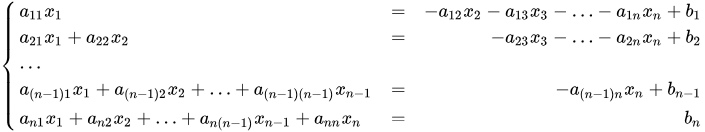 a₁₁x₁ = −a₁₂x₂ − a₁₃x₃ − … − a₁ₙxₙ + b₁
a₂₁x₁ + a₂₂x₂ = −a₂₃x₃ − … − a₂ₙxₙ + b₂
…
a₍ₙ₋₁₎₁x₁ + a₍ₙ₋₁₎₂x₂ + … + a₍ₙ₋₁₎₍ₙ₋₁₎xₙ₋₁ = −a₍ₙ₋₁₎ₙxₙ + bₙ₋₁
aₙ₁x₁ + aₙ₂x₂ + … + aₙ₍ₙ₋₁₎xₙ₋₁ + aₙₙxₙ = bₙ